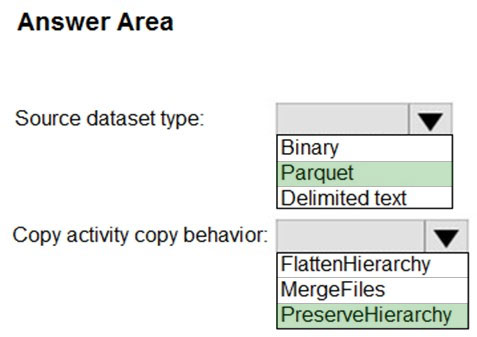 Answer Area
Source dataset type:
Binary
Parquet
Delimited text
Copy activity copy behavior:
FlattenHierarchy
MergeFiles
PreserveHierarchy